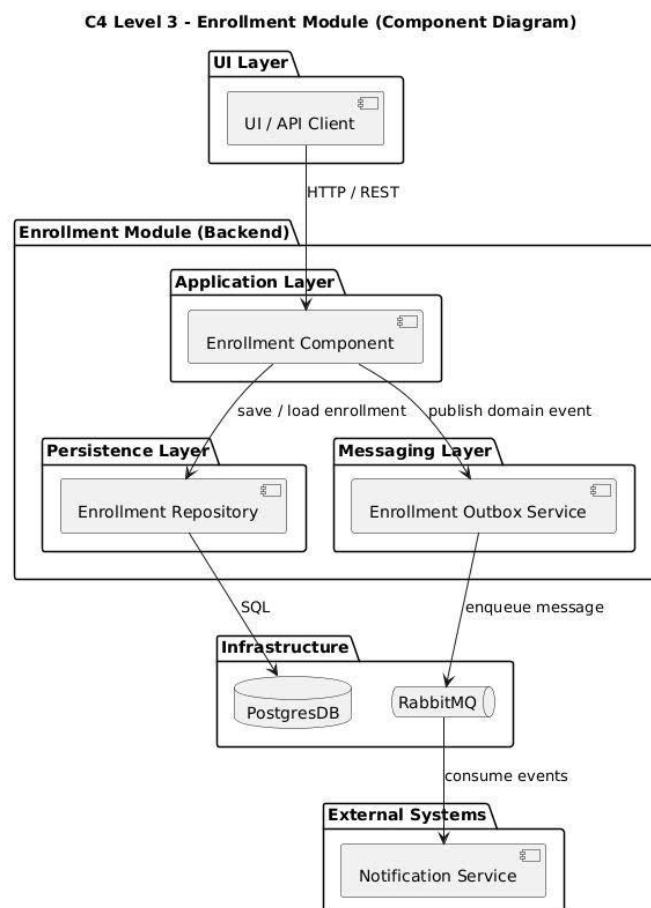 C4 Level 3 - Enrollment Module (Component Diagram)
UI Layer
UI / API Client
HTTP / REST
Enrollment Module (Backend)
Application Layer
Enrollment Component
save / load enrollment
publish domain event
Persistence Layer
Messaging Layer
Enrollment Repository
Enrollment Outbox Service
SQL
enqueue message
Infrastructure
PostgresDB
RabbitMQ
consume events
External Systems
Notification Service